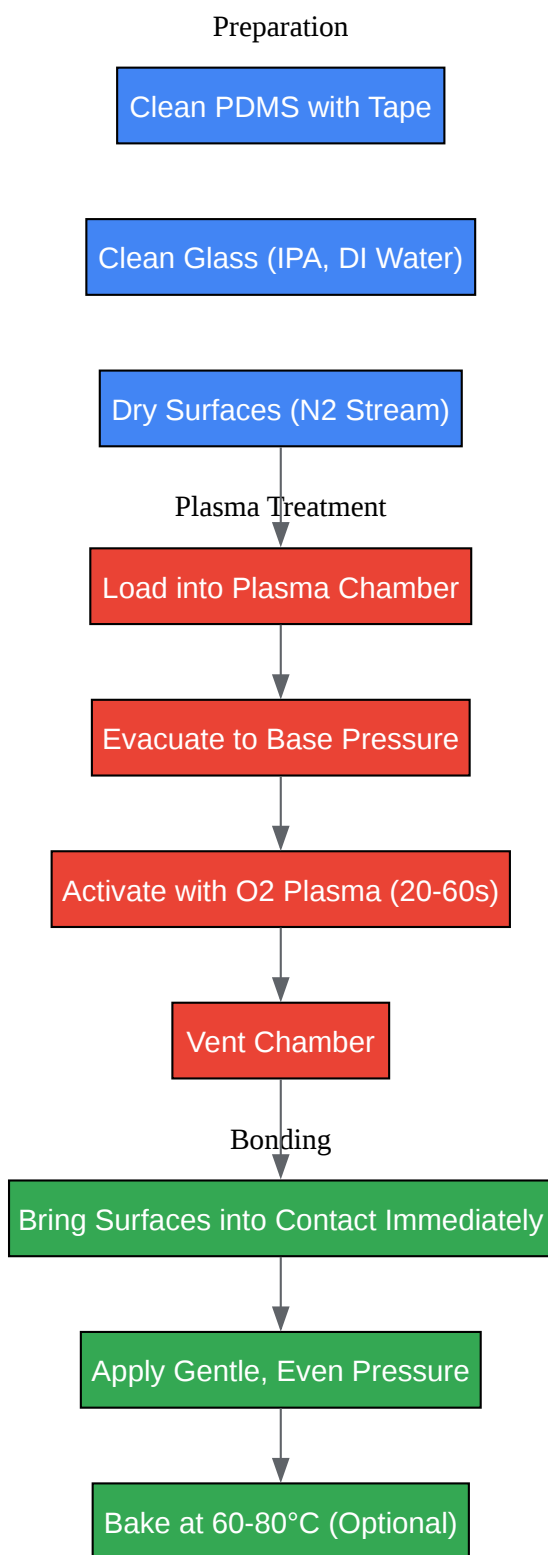 Preparation
Clean PDMS with Tape
Clean Glass (IPA, DI Water)
Dry Surfaces (N2 Stream)
Plasma Treatment
Load into Plasma Chamber
Evacuate to Base Pressure
Activate with O2 Plasma (20-60s)
Vent Chamber
Bonding
Bring Surfaces into Contact Immediately
Apply Gentle, Even Pressure
Bake at 60-80°C (Optional)